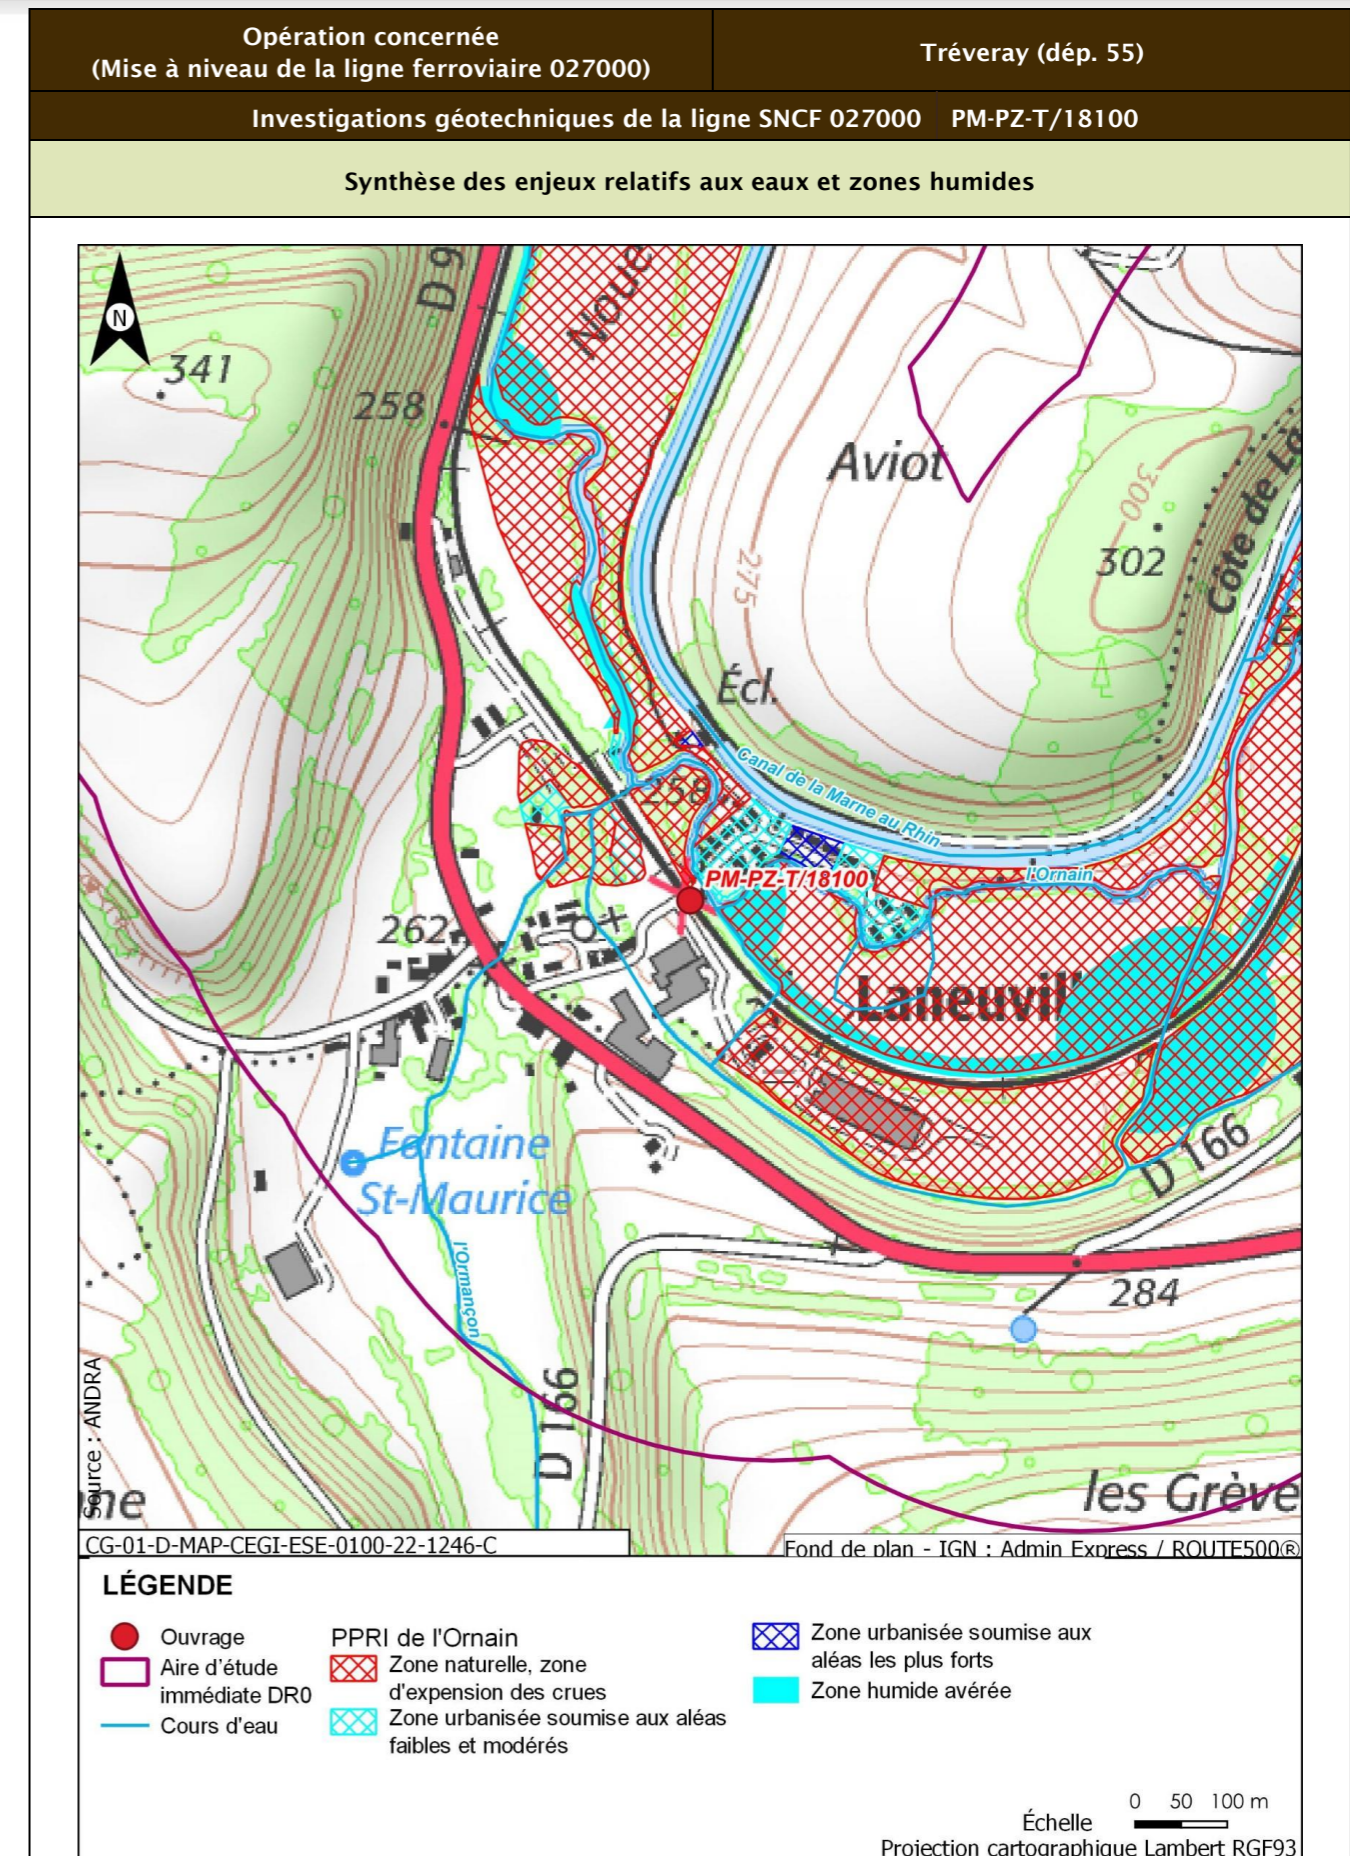 Opération concernée
(Mise à niveau de la ligne ferroviaire 027000)
Tréveray (dép. 55)
Investigations géotechniques de la ligne SNCF 027000 PM-PZ-T/18100
Synthèse des enjeux relatifs aux eaux et zones humides
N
D 9
Noue
341
258
Aviot
300
302
Côte de La
275
Écl.
Canal de la Marne au Rhin
258
l'Ornain
PM-PZ-T/18100
262
Laneuvil
Fontaine
St-Maurice
D 166
l'Ormançon
284
D 166
les Grève
Source : ANDRA
ne
CG-01-D-MAP-CEGI-ESE-0100-22-1246-C
Fond de plan - IGN : Admin Express / ROUTE500®
LÉGENDE
Ouvrage
Aire d'étude
immédiate DR0
Cours d'eau
PPRI de l'Ornain
Zone naturelle, zone
d'expension des crues
Zone urbanisée soumise aux aléas
faibles et modérés
Zone urbanisée soumise aux
aléas les plus forts
Zone humide avérée
0 50 100 m
Échelle
Projection cartographique Lambert RGF93